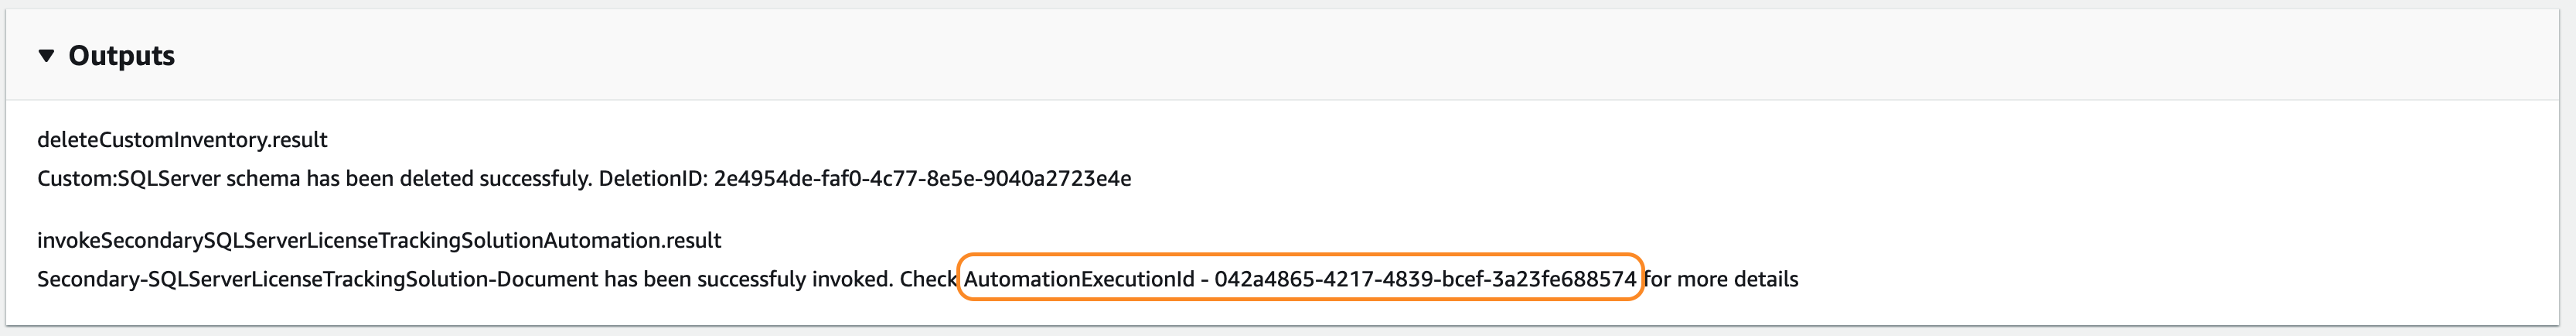 Outputs
deleteCustomInventory.result
Custom:SQLServer schema has been deleted successfuly. DeletionID: 2e4954de-faf0-4c77-8e5e-9040a2723e4e
invokeSecondarySQLServerLicenseTrackingSolutionAutomation.result
Secondary-SQLServerLicenseTrackingSolution-Document has been successfuly invoked. Check AutomationExecutionId - 042a4865-4217-4839-bcef-3a23fe688574 for more details